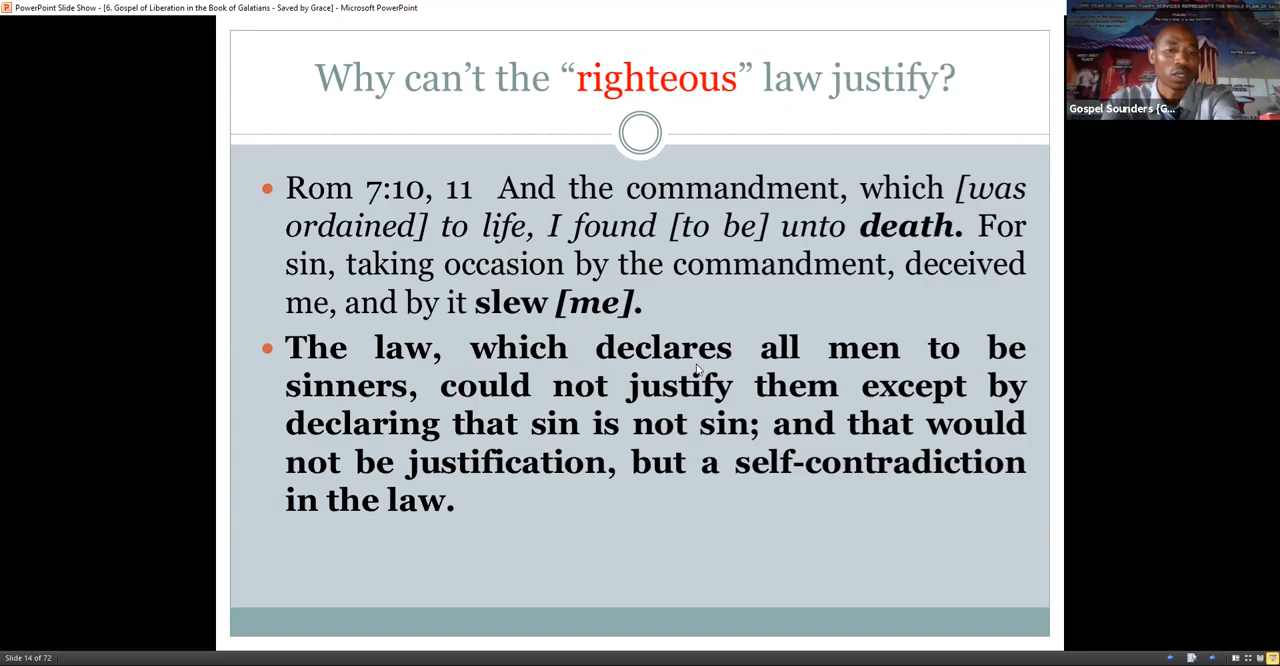 PowerPoint Slide Show - [6. Gospel of Liberation in the Book of Galatians - Saved by Grace] - Microsoft PowerPoint
Why can't the “righteous” law justify?
Gospel Sounders {G...
• Rom 7:10, 11 And the commandment, which [was
ordained] to life, I found [to be] unto death. For
sin, taking occasion by the commandment, deceived
me, and by it slew [me].
• The law, which declares all men to be
sinners, could not justify them except by
declaring that sin is not sin; and that would
not be justification, but a self-contradiction
in the law.
Slide 14 of 72